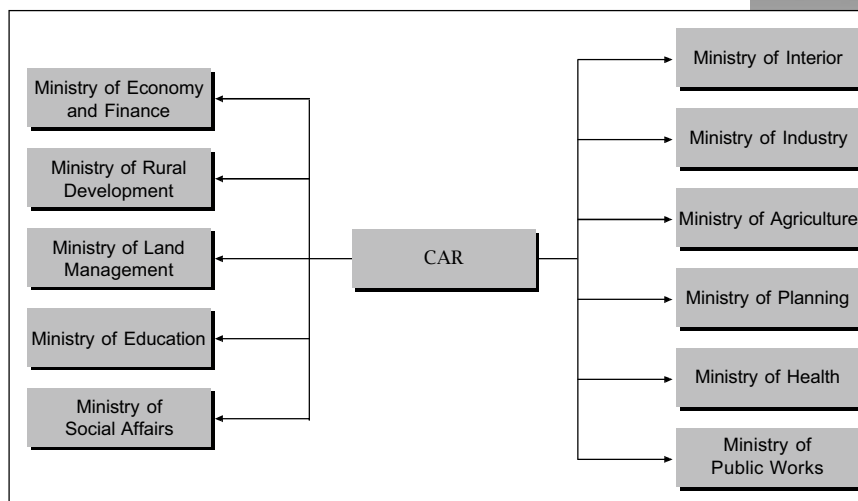 Ministry of Economy
and Finance
Ministry of Rural
Development
Ministry of Land
Management
Ministry of Education
Ministry of
Social Affairs
CAR
Ministry of Interior
Ministry of Industry
Ministry of Agriculture
Ministry of Planning
Ministry of Health
Ministry of
Public Works